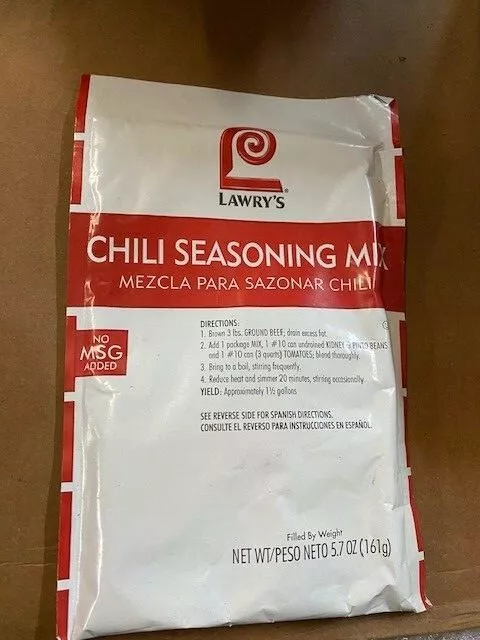 LAWRY'S®
CHILI SEASONING MIX
MEZCLA PARA SAZONAR CHILI
NO
MSG
ADDED
DIRECTIONS:
1. Brown 3 lbs. GROUND BEEF; drain excess fat.
2. Add 1 package MIX, 1 #10 can undrained KIDNEY PINTO BEANS
and 1 #10 can (3 quarts) TOMATOES; blend thoroughly.
3. Bring to a boil, stirring frequently.
4. Reduce heat and simmer 20 minutes, stirring occasionally.
YIELD: Approximately 1½ gallons
SEE REVERSE SIDE FOR SPANISH DIRECTIONS.
CONSULTE EL REVERSO PARA INSTRUCCIONES EN ESPAÑOL.
Filled By Weight
NET WT/PESO NETO 5.7 OZ (161g)